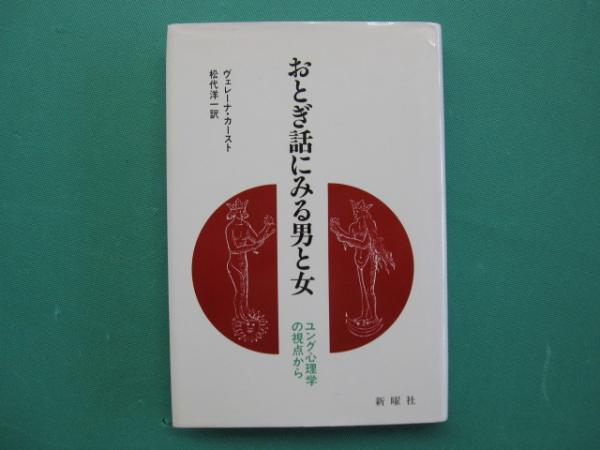 おとぎ話にみる男と女
ユング心理学
の視点から
ヴェレーナ・カースト
松代洋一訳
新曜社